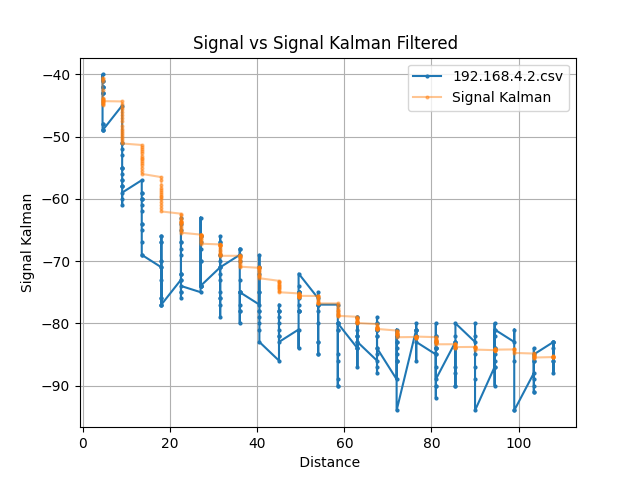 Signal vs Signal Kalman Filtered
192.168.4.2.csv
Signal Kalman
Signal Kalman
−40
−50
−60
−70
−80
−90
0 20 40 60 80 100
Distance